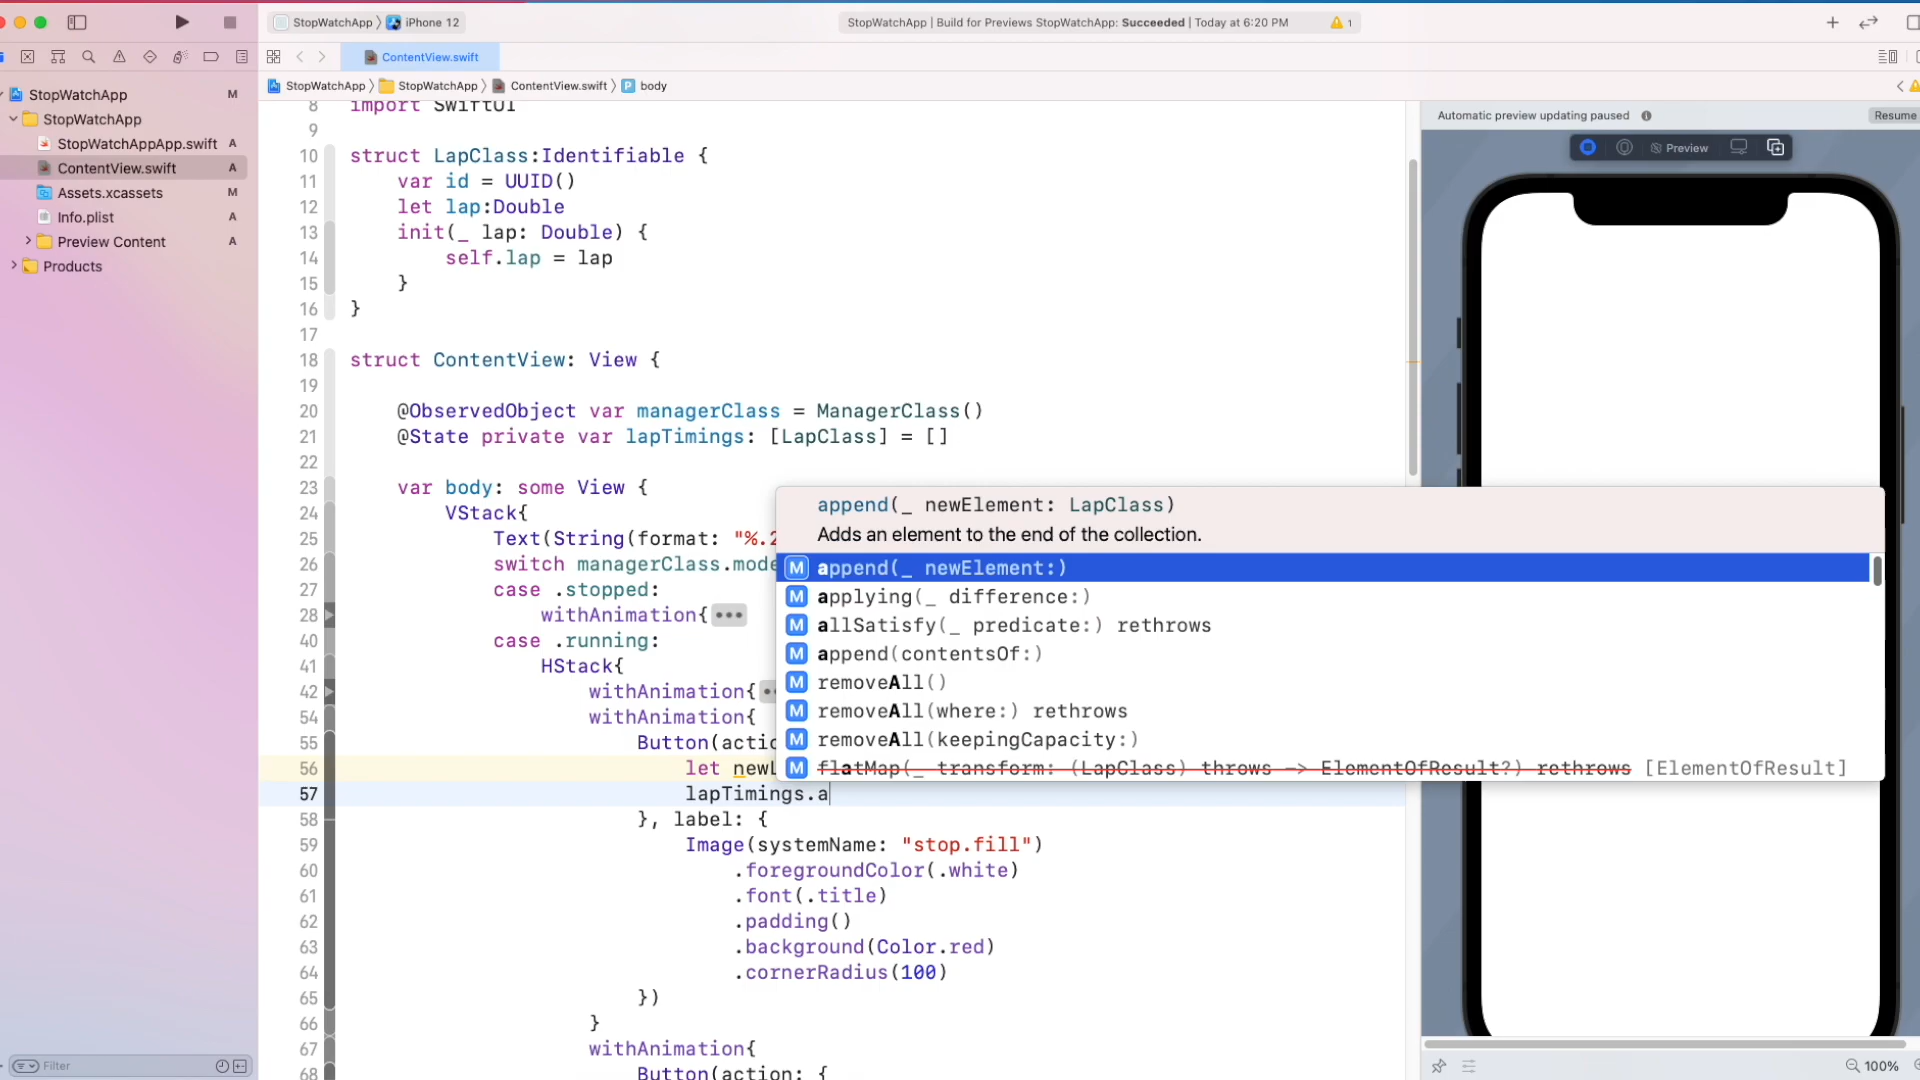 StopWatchApp 〉 iPhone 12
StopWatchApp | Build for Previews StopWatchApp: Succeeded | Today at 6:20 PM
1
ContentView.swift
StopWatchApp 〉 StopWatchApp 〉 ContentView.swift 〉 P body
StopWatchApp M
StopWatchApp
StopWatchAppApp.swift A
ContentView.swift A
Assets.xcassets M
Info.plist A
Preview Content A
Products
Filter
8 import SwiftUI
9
10 struct LapClass:Identifiable {
11 var id = UUID()
12 let lap:Double
13 init(_ lap: Double) {
14 self.lap = lap
15 }
16 }
17
18 struct ContentView: View {
19
20 @ObservedObject var managerClass = ManagerClass()
21 @State private var lapTimings: [LapClass] = []
22
23 var body: some View {
24 VStack{
25 Text(String(format: "%.2
26 switch managerClass.mode
27 case .stopped:
28 withAnimation{•••
40 case .running:
41 HStack{
42 withAnimation{••
54 withAnimation{
55 Button(actio
56 let newL
57 lapTimings.a
58 }, label: {
59 Image(systemName: "stop.fill")
60 .foregroundColor(.white)
61 .font(.title)
62 .padding()
63 .background(Color.red)
64 .cornerRadius(100)
65 })
66 }
67 withAnimation{
68 Button(action: {
append(_ newElement: LapClass)
Adds an element to the end of the collection.
M append(_ newElement:)
M applying(_ difference:)
M allSatisfy(_ predicate:) rethrows
M append(contentsOf:)
M removeAll()
M removeAll(where:) rethrows
M removeAll(keepingCapacity:)
M flatMap(_ transform: (LapClass) throws -> ElementOfResult?) rethrows [ElementOfResult]
Automatic preview updating paused
Resume
Preview
100%